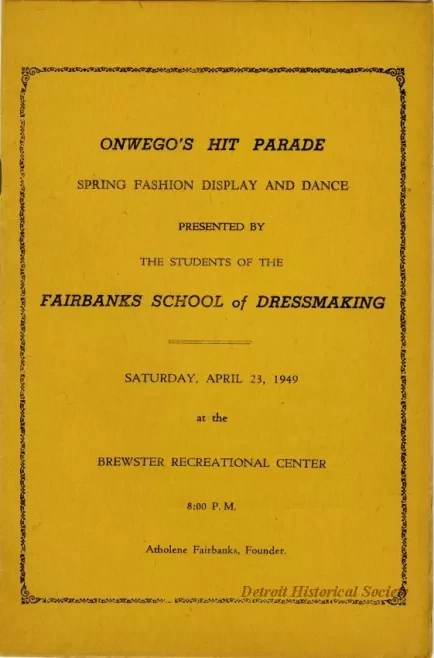 ONWEGO'S HIT PARADE
SPRING FASHION DISPLAY AND DANCE
PRESENTED BY
THE STUDENTS OF THE
FAIRBANKS SCHOOL of DRESSMAKING
SATURDAY, APRIL 23, 1949
at the
BREWSTER RECREATIONAL CENTER
8:00 P. M.
Atholene Fairbanks, Founder.
Detroit Historical Society